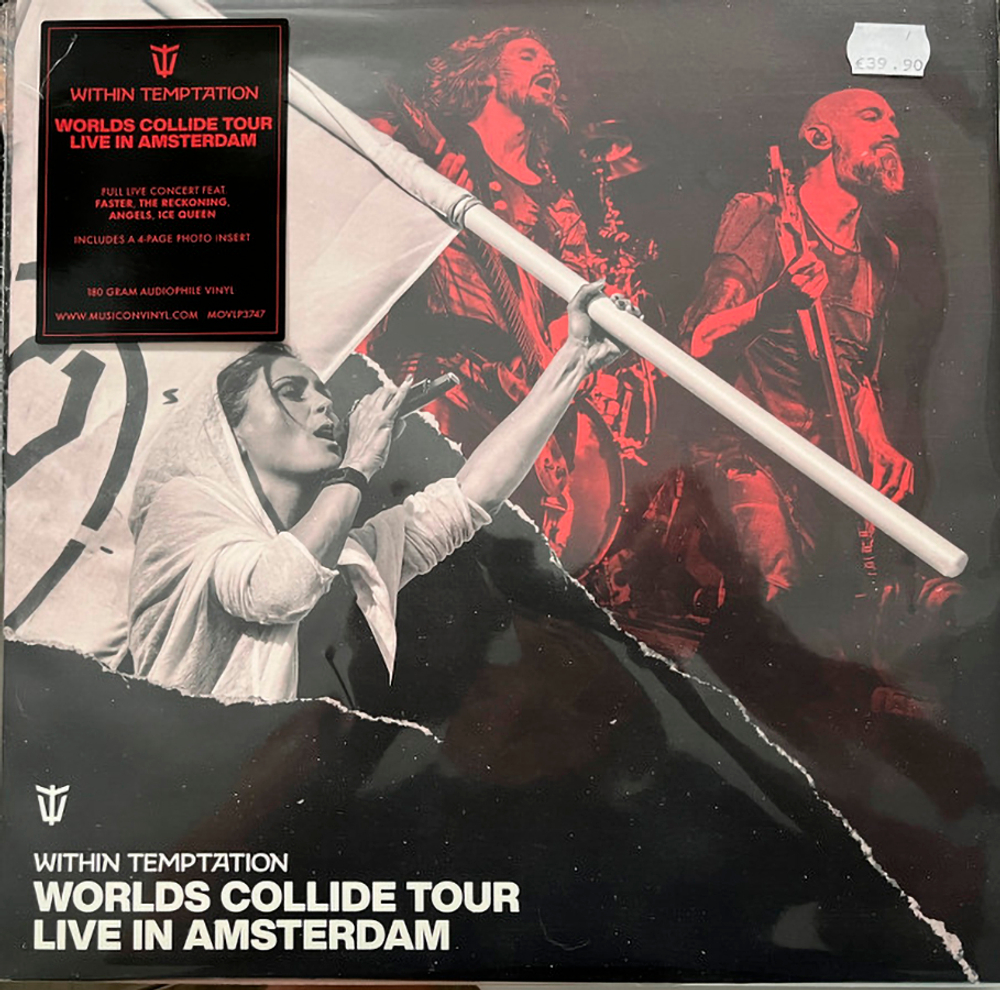 WITHIN TEMPTATION
WORLDS COLLIDE TOUR
LIVE IN AMSTERDAM
FULL LIVE CONCERT FEAT.
FASTER, THE RECKONING,
ANGELS, ICE QUEEN
INCLUDES A 4-PAGE PHOTO INSERT
180 GRAM AUDIOPHILE VINYL
WWW.MUSICONVINYL.COM MOVLP3747
£39.90
WITHIN TEMPTATION
WORLDS COLLIDE TOUR
LIVE IN AMSTERDAM